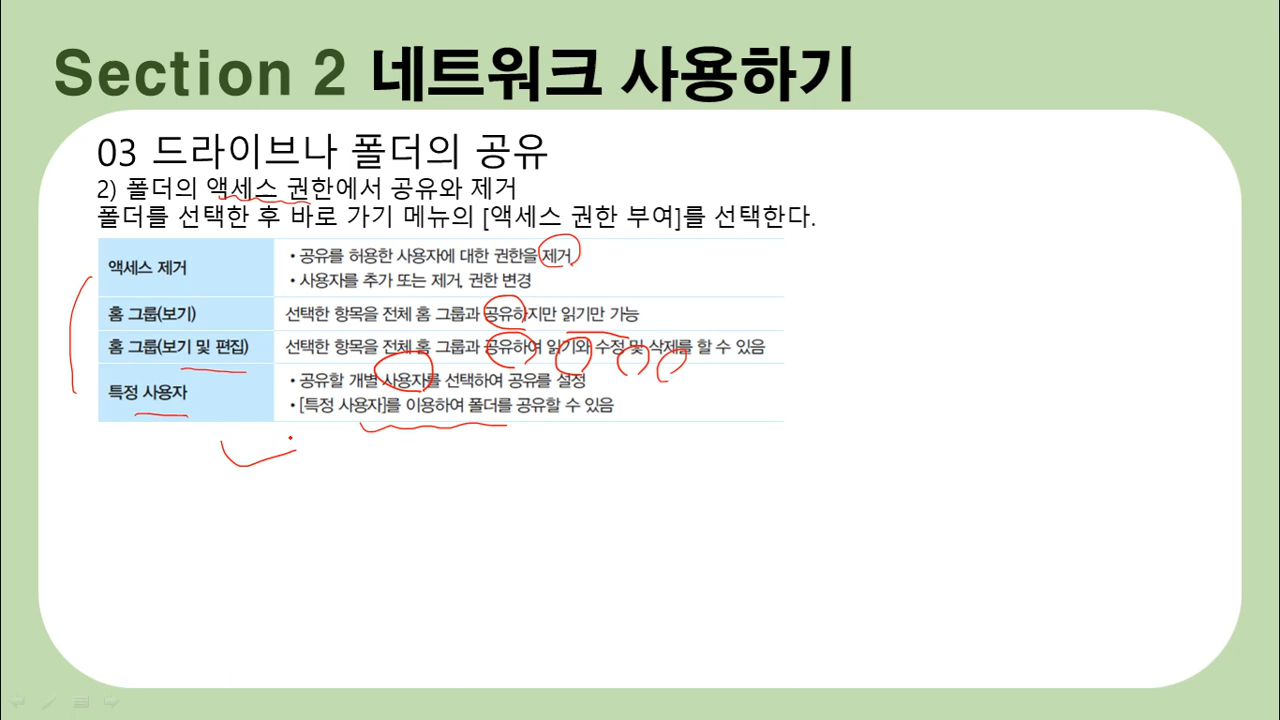 Section 2 네트워크 사용하기
03 드라이브나 폴더의 공유
2) 폴더의 액세스 권한에서 공유와 제거
폴더를 선택한 후 바로 가기 메뉴의 [액세스 권한 부여]를 선택한다.
액세스 제거
• 공유를 허용한 사용자에 대한 권한을 제거
• 사용자를 추가 또는 제거, 권한 변경
홈 그룹(보기)
선택한 항목을 전체 홈 그룹과 공유하지만 읽기만 가능
홈 그룹(보기 및 편집)
선택한 항목을 전체 홈 그룹과 공유하여 읽기와 수정 및 삭제를 할 수 있음
특정 사용자
• 공유할 개별 사용자를 선택하여 공유를 설정
• [특정 사용자]를 이용하여 폴더를 공유할 수 있음